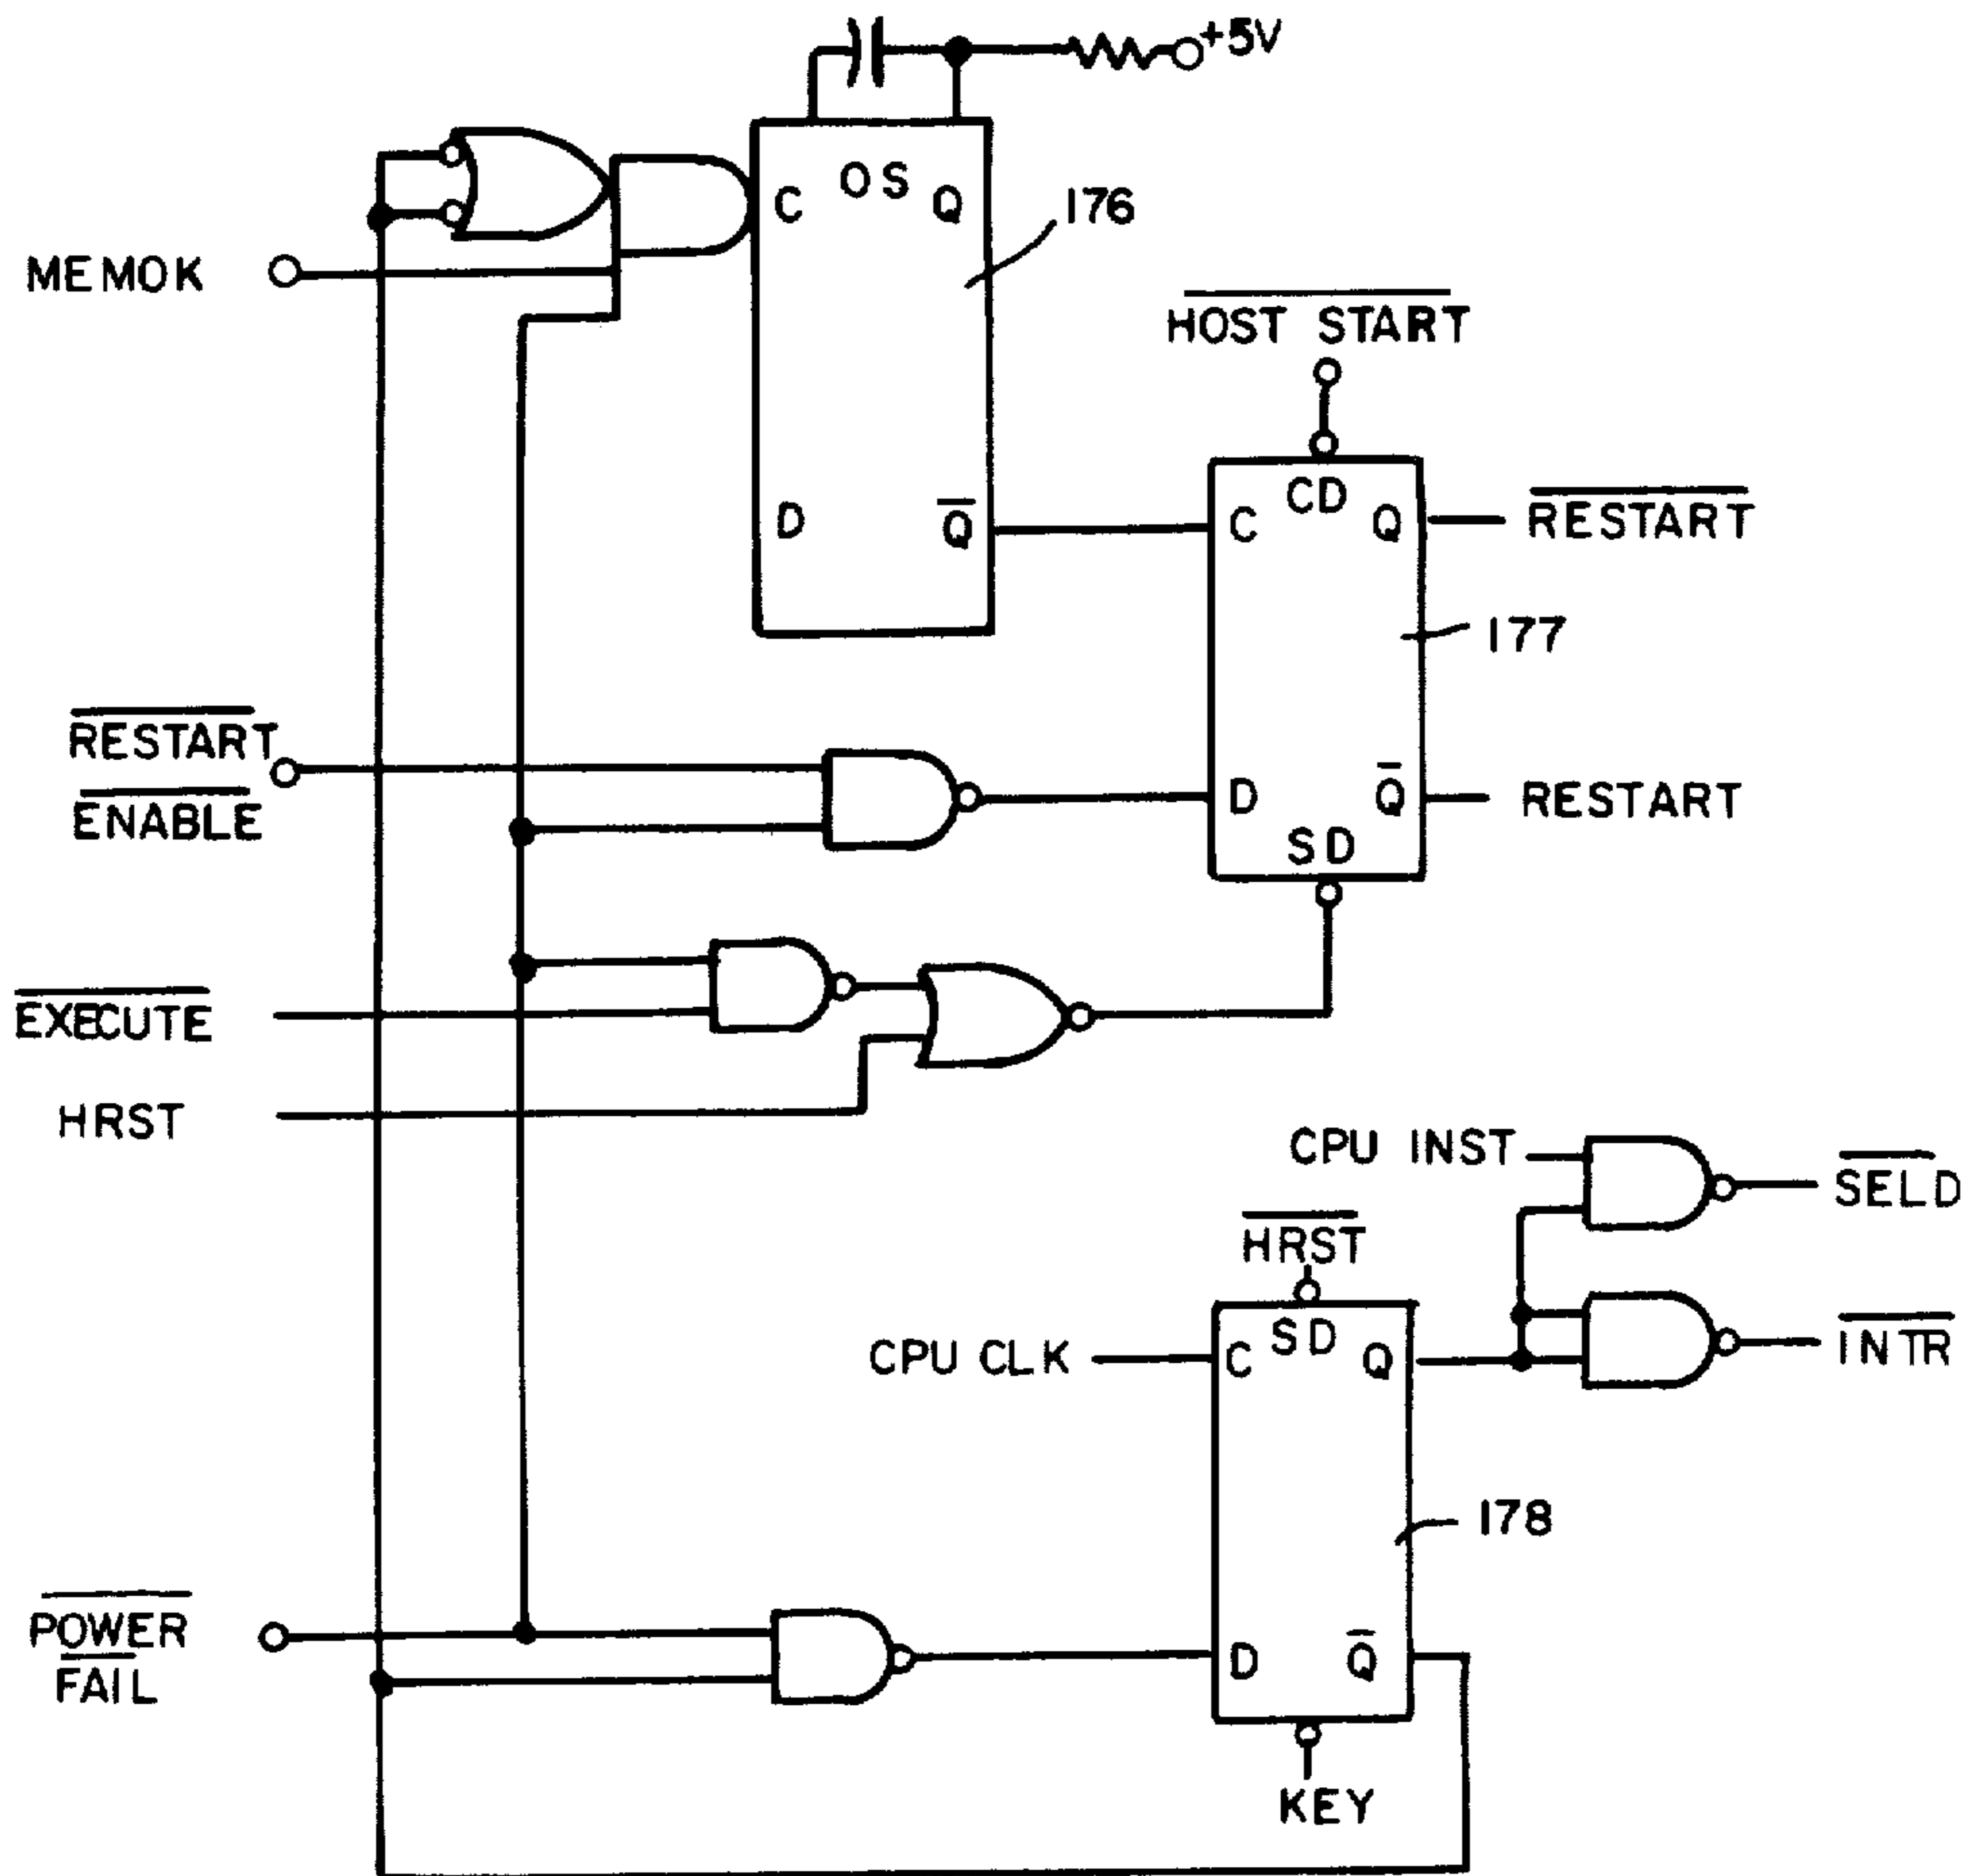 +5V
OS
C
Q
176
MEMOK
HOST START
D
Q̅
C
CD
Q
RESTART
177
RESTART
ENABLE
D
Q̅
RESTART
SD
EXECUTE
HRST
CPU INST
SELD
HRST
SD
CPU CLK
C
Q
INTR
178
POWER
FAIL
D
Q̅
KEY